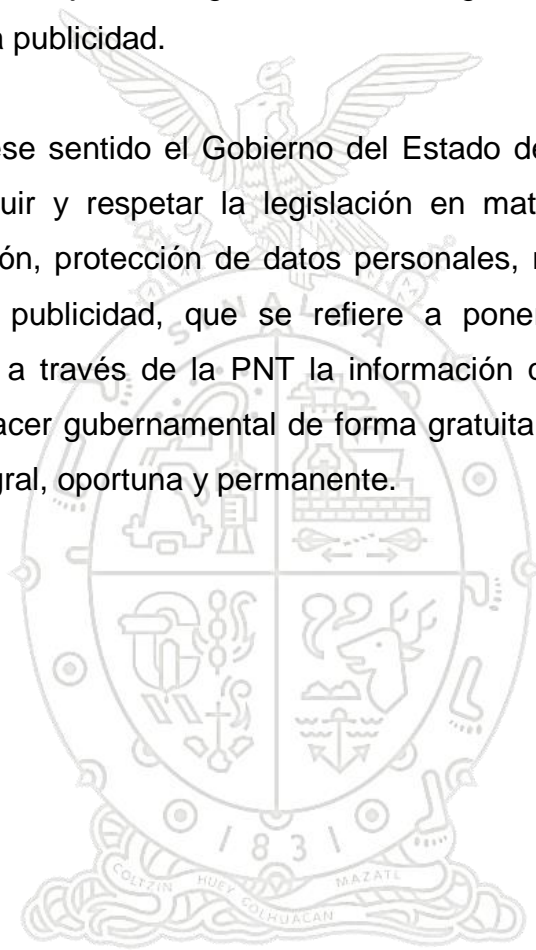 a publicidad.
ese sentido el Gobierno del Estado de
uir y respetar la legislación en mat
ón, protección de datos personales,
publicidad, que se refiere a poner
a través de la PNT la información
acer gubernamental de forma gratuita
gral, oportuna y permanente.
SINALOA
1831
COLTZIN HUEY COLHUACAN MAZATL